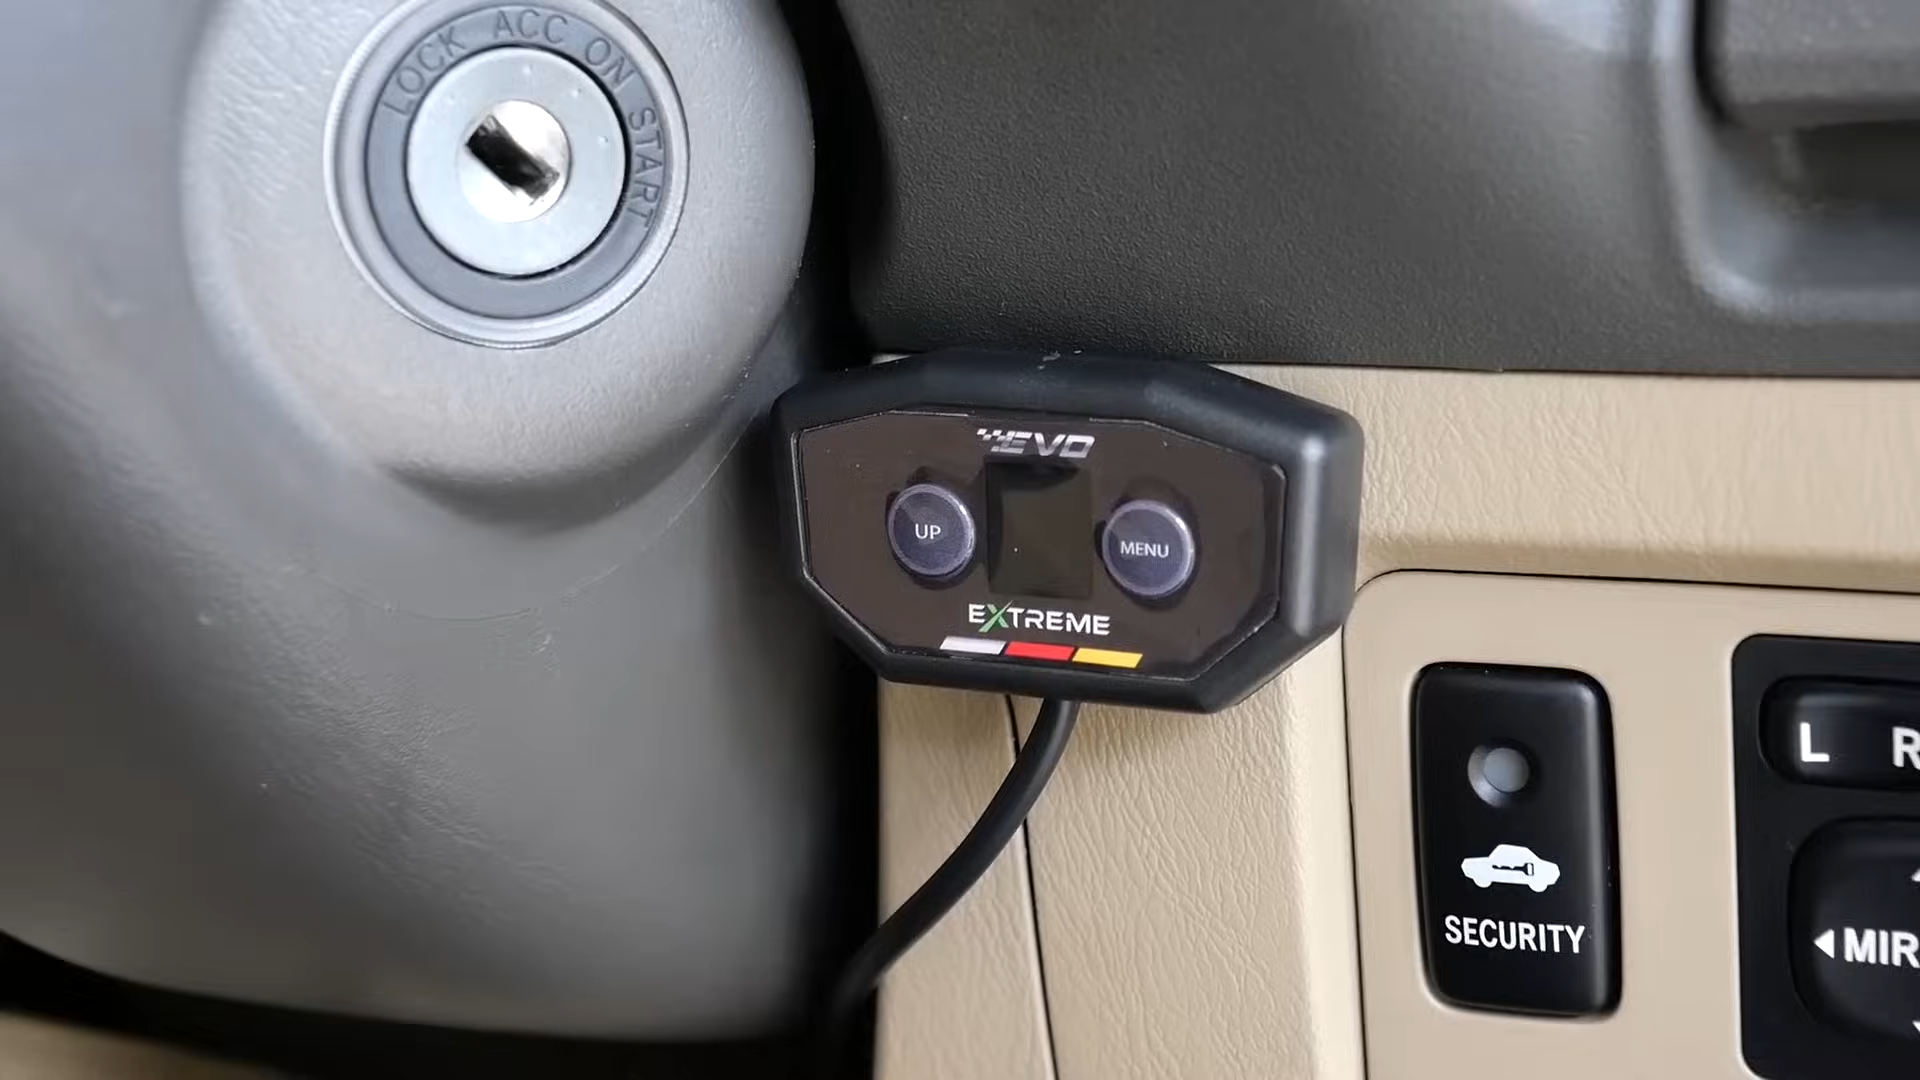 LOCK ACC ON START
EVO
UP
MENU
EXTREME
L R
SECURITY
MIR